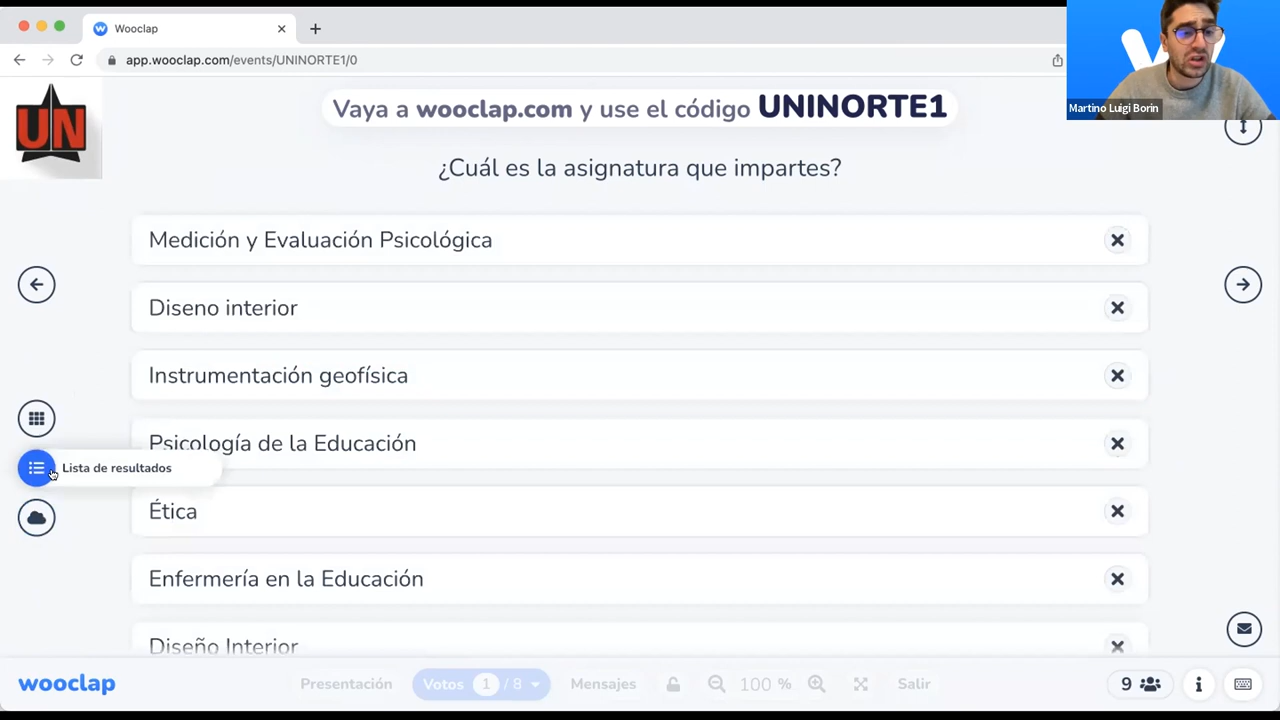 Wooclap
app.wooclap.com/events/UNINORTE1/0
Martino Luigi Borin
UN
Vaya a wooclap.com y use el código UNINORTE1
¿Cuál es la asignatura que impartes?
Medición y Evaluación Psicológica
Diseno interior
Instrumentación geofísica
Psicología de la Educación
Lista de resultados
Ética
Enfermería en la Educación
Diseño Interior
wooclap
Presentación
Votos 1 / 8
Mensajes
100 %
Salir
9